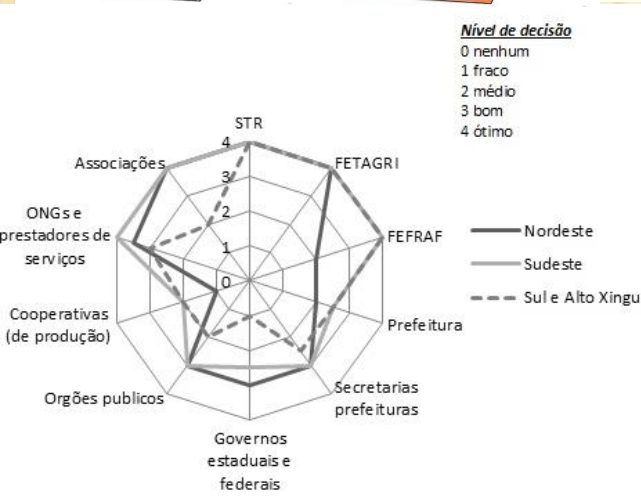 Nível de decisão
0 nenhum
1 fraco
2 médio
3 bom
4 ótimo
STR
4
3
2
1
0
FETAGRI
FEFRAF
Prefeitura
Secretarias
prefeituras
Governos
estaduais e
federais
Orgões publicos
Cooperativas
(de produção)
ONGs e
prestadores de
serviços
Associações
Nordeste
Sudeste
Sul e Alto Xingu